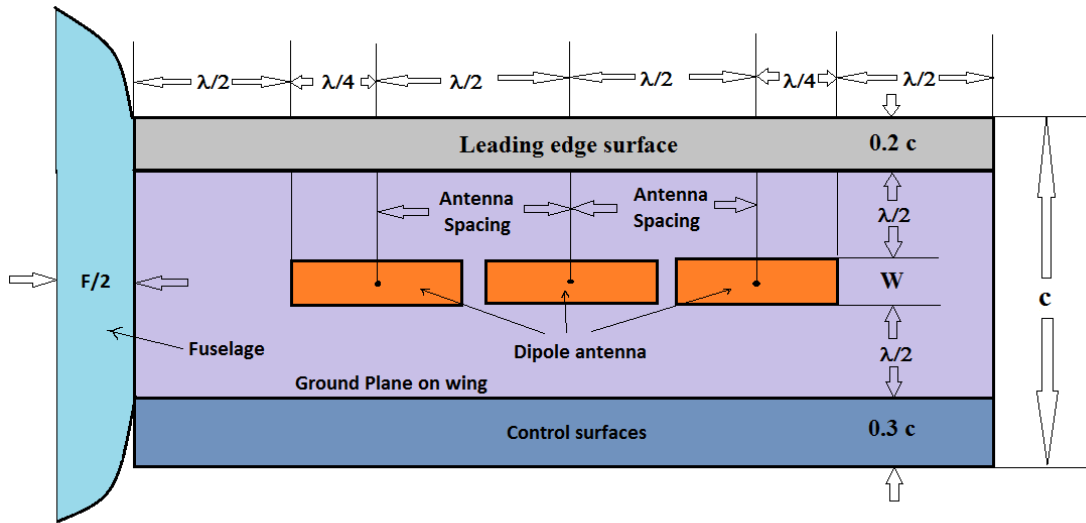 λ/2 λ/4 λ/2 λ/2 λ/4 λ/2
Leading edge surface 0.2 c
Antenna
Spacing
Antenna
Spacing
λ/2
F/2
W
c
Fuselage
Dipole antenna
λ/2
Ground Plane on wing
Control surfaces 0.3 c